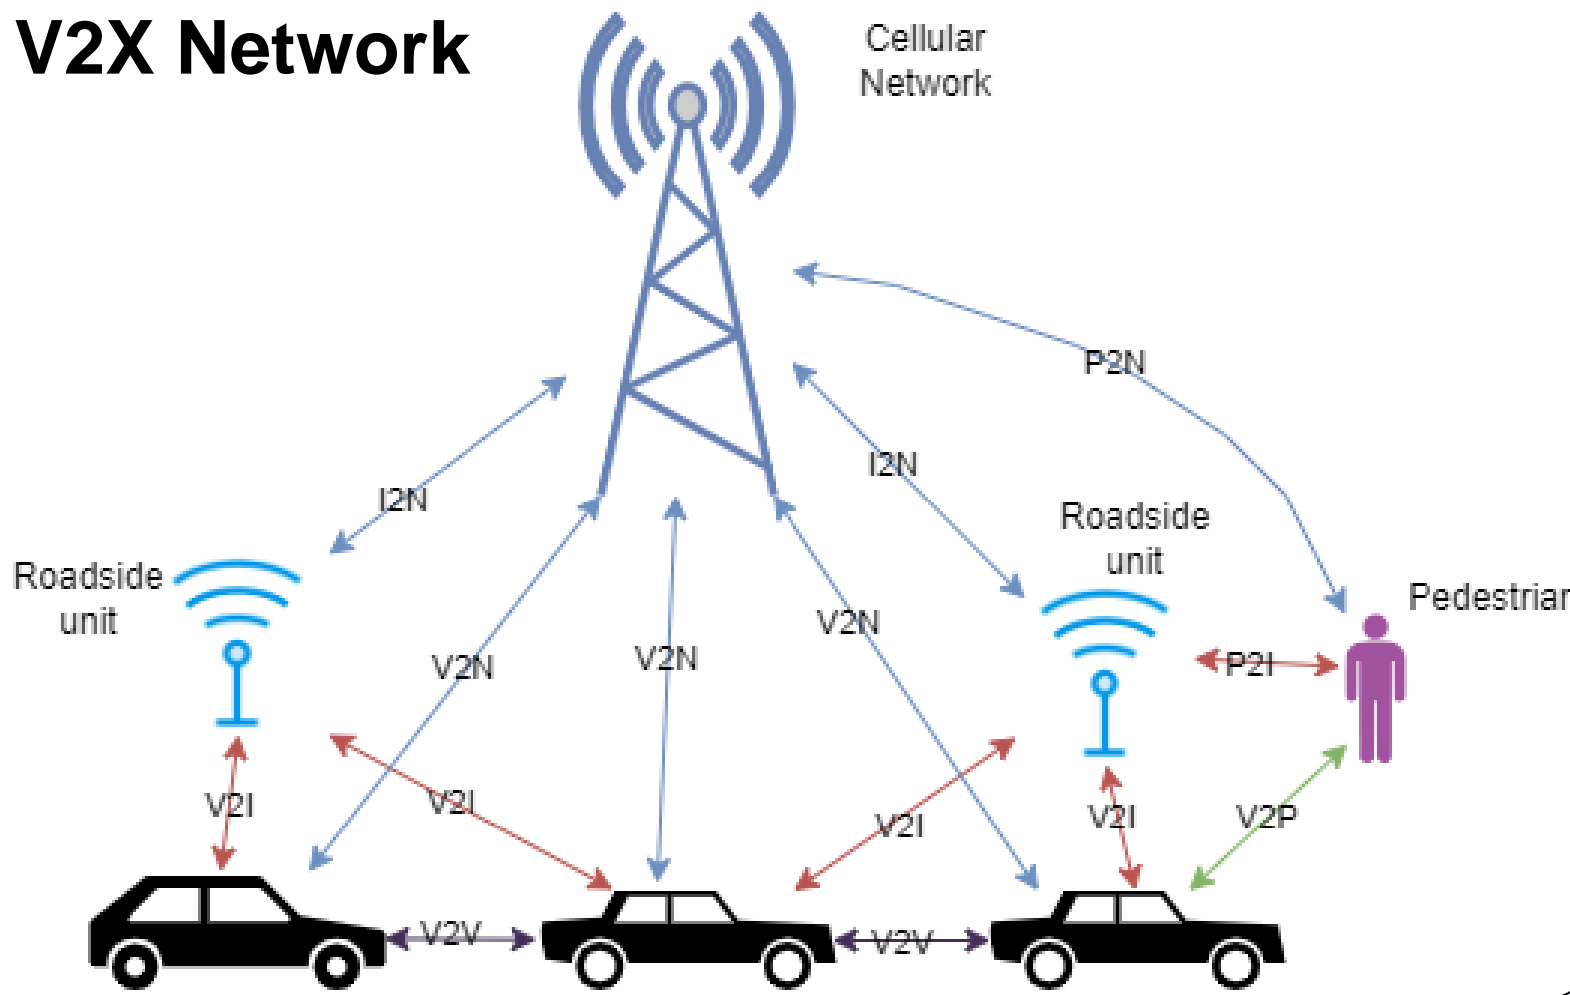 V2X Network
Cellular
Network
P2N
I2N
I2N
Roadside
unit
Roadside
unit
Pedestrian
V2N
V2N
V2N
P2I
V2I
V2I
V2I
V2I
V2P
V2V
V2V